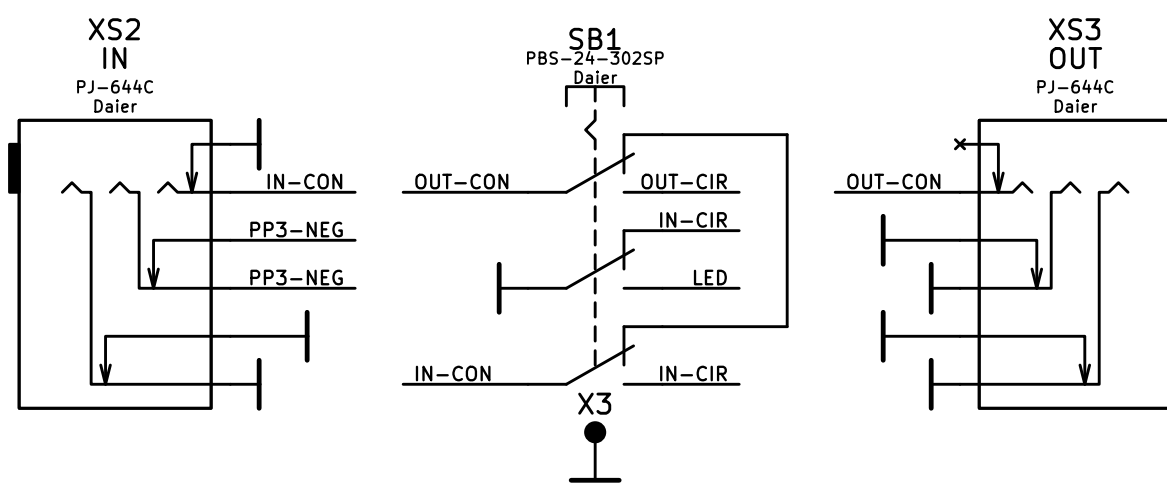 XS2
IN
PJ-644C
Daier
IN-CON
PP3-NEG
PP3-NEG
SB1
PBS-24-302SP
Daier
OUT-CON
OUT-CIR
IN-CIR
LED
IN-CON
IN-CIR
X3
XS3
OUT
PJ-644C
Daier
OUT-CON